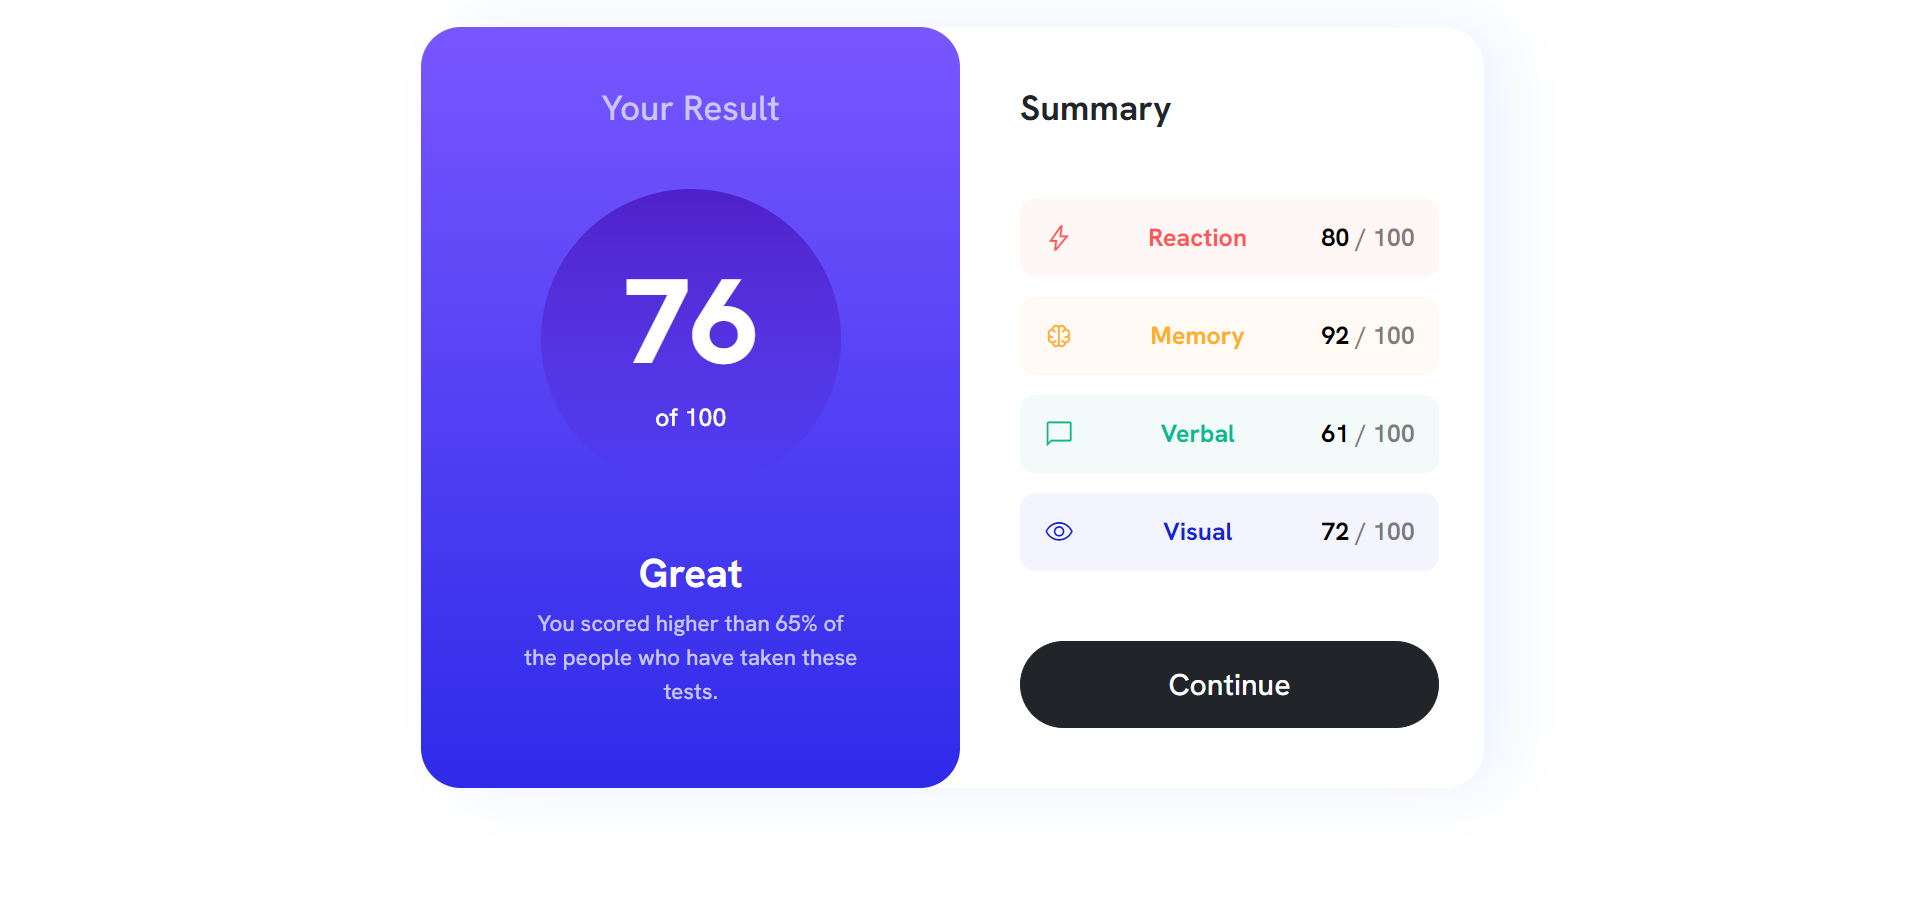 Your Result
76
of 100
Great
You scored higher than 65% of
the people who have taken these
tests.
Summary
Reaction 80 / 100
Memory 92 / 100
Verbal 61 / 100
Visual 72 / 100
Continue